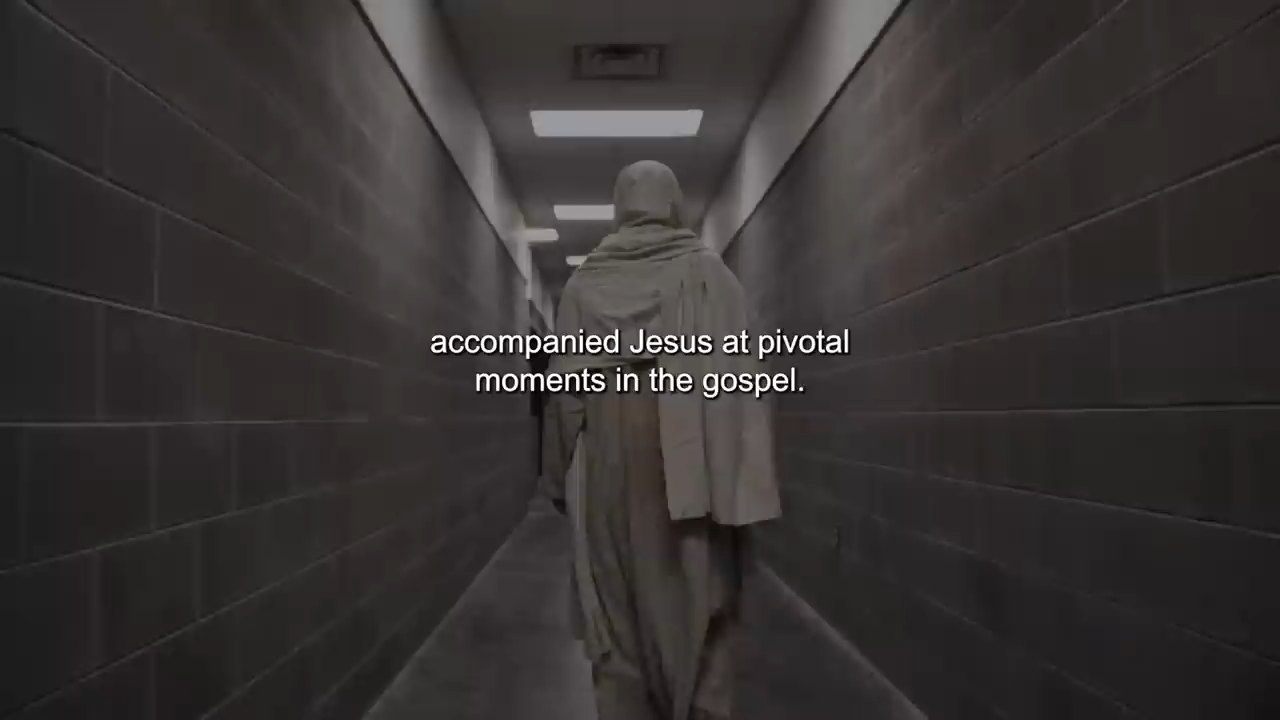 accompanied Jesus at pivotal
moments in the gospel.